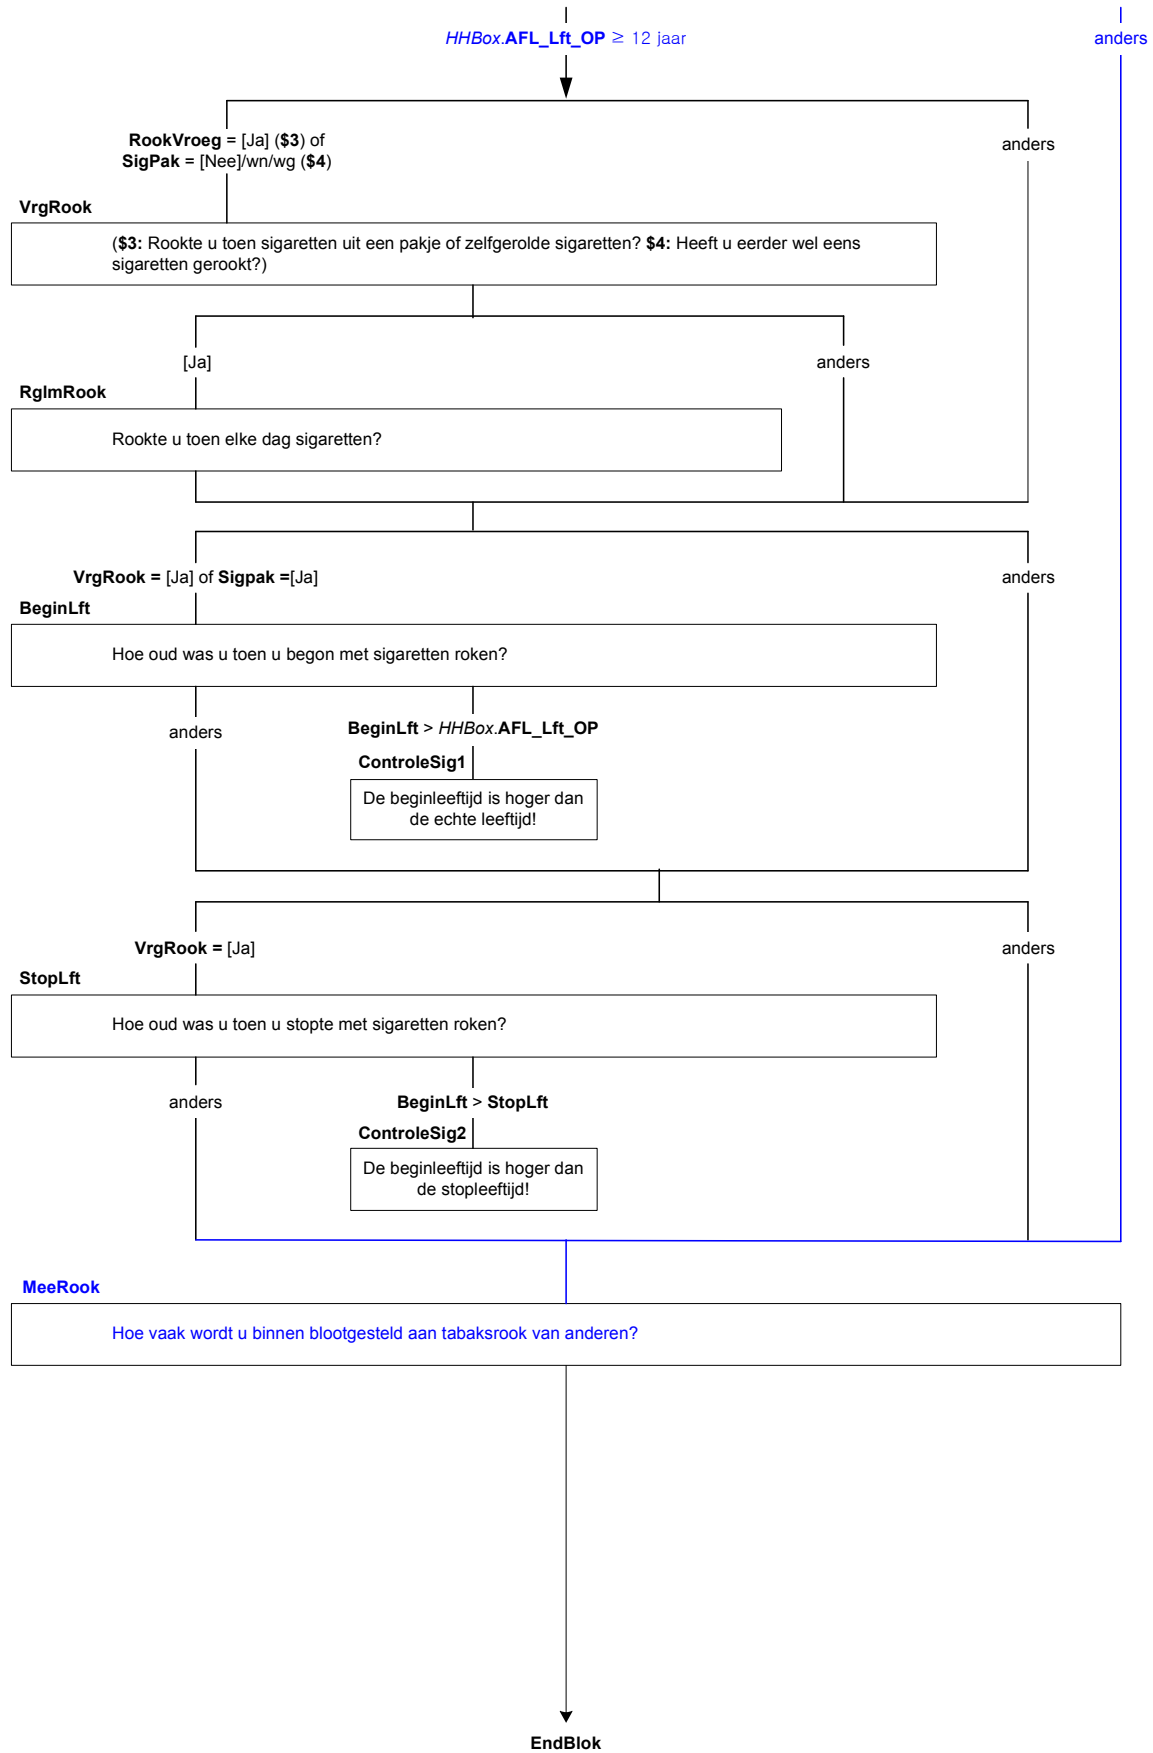 HHBox.AFL_Lft_OP ≥ 12 jaar
anders
RookVroeg = [Ja] ($3) of
SigPak = [Nee]/wn/wg ($4)
anders
VrgRook
($3: Rookte u toen sigaretten uit een pakje of zelfgerolde sigaretten? $4: Heeft u eerder wel eens
sigaretten gerookt?)
[Ja]
anders
RglmRook
Rookte u toen elke dag sigaretten?
VrgRook = [Ja] of Sigpak =[Ja]
anders
BeginLft
Hoe oud was u toen u begon met sigaretten roken?
anders
BeginLft > HHBox.AFL_Lft_OP
ControleSig1
De beginleeftijd is hoger dan
de echte leeftijd!
VrgRook = [Ja]
anders
StopLft
Hoe oud was u toen u stopte met sigaretten roken?
anders
BeginLft > StopLft
ControleSig2
De beginleeftijd is hoger dan
de stopleeftijd!
MeeRook
Hoe vaak wordt u binnen blootgesteld aan tabaksrook van anderen?
EndBlok